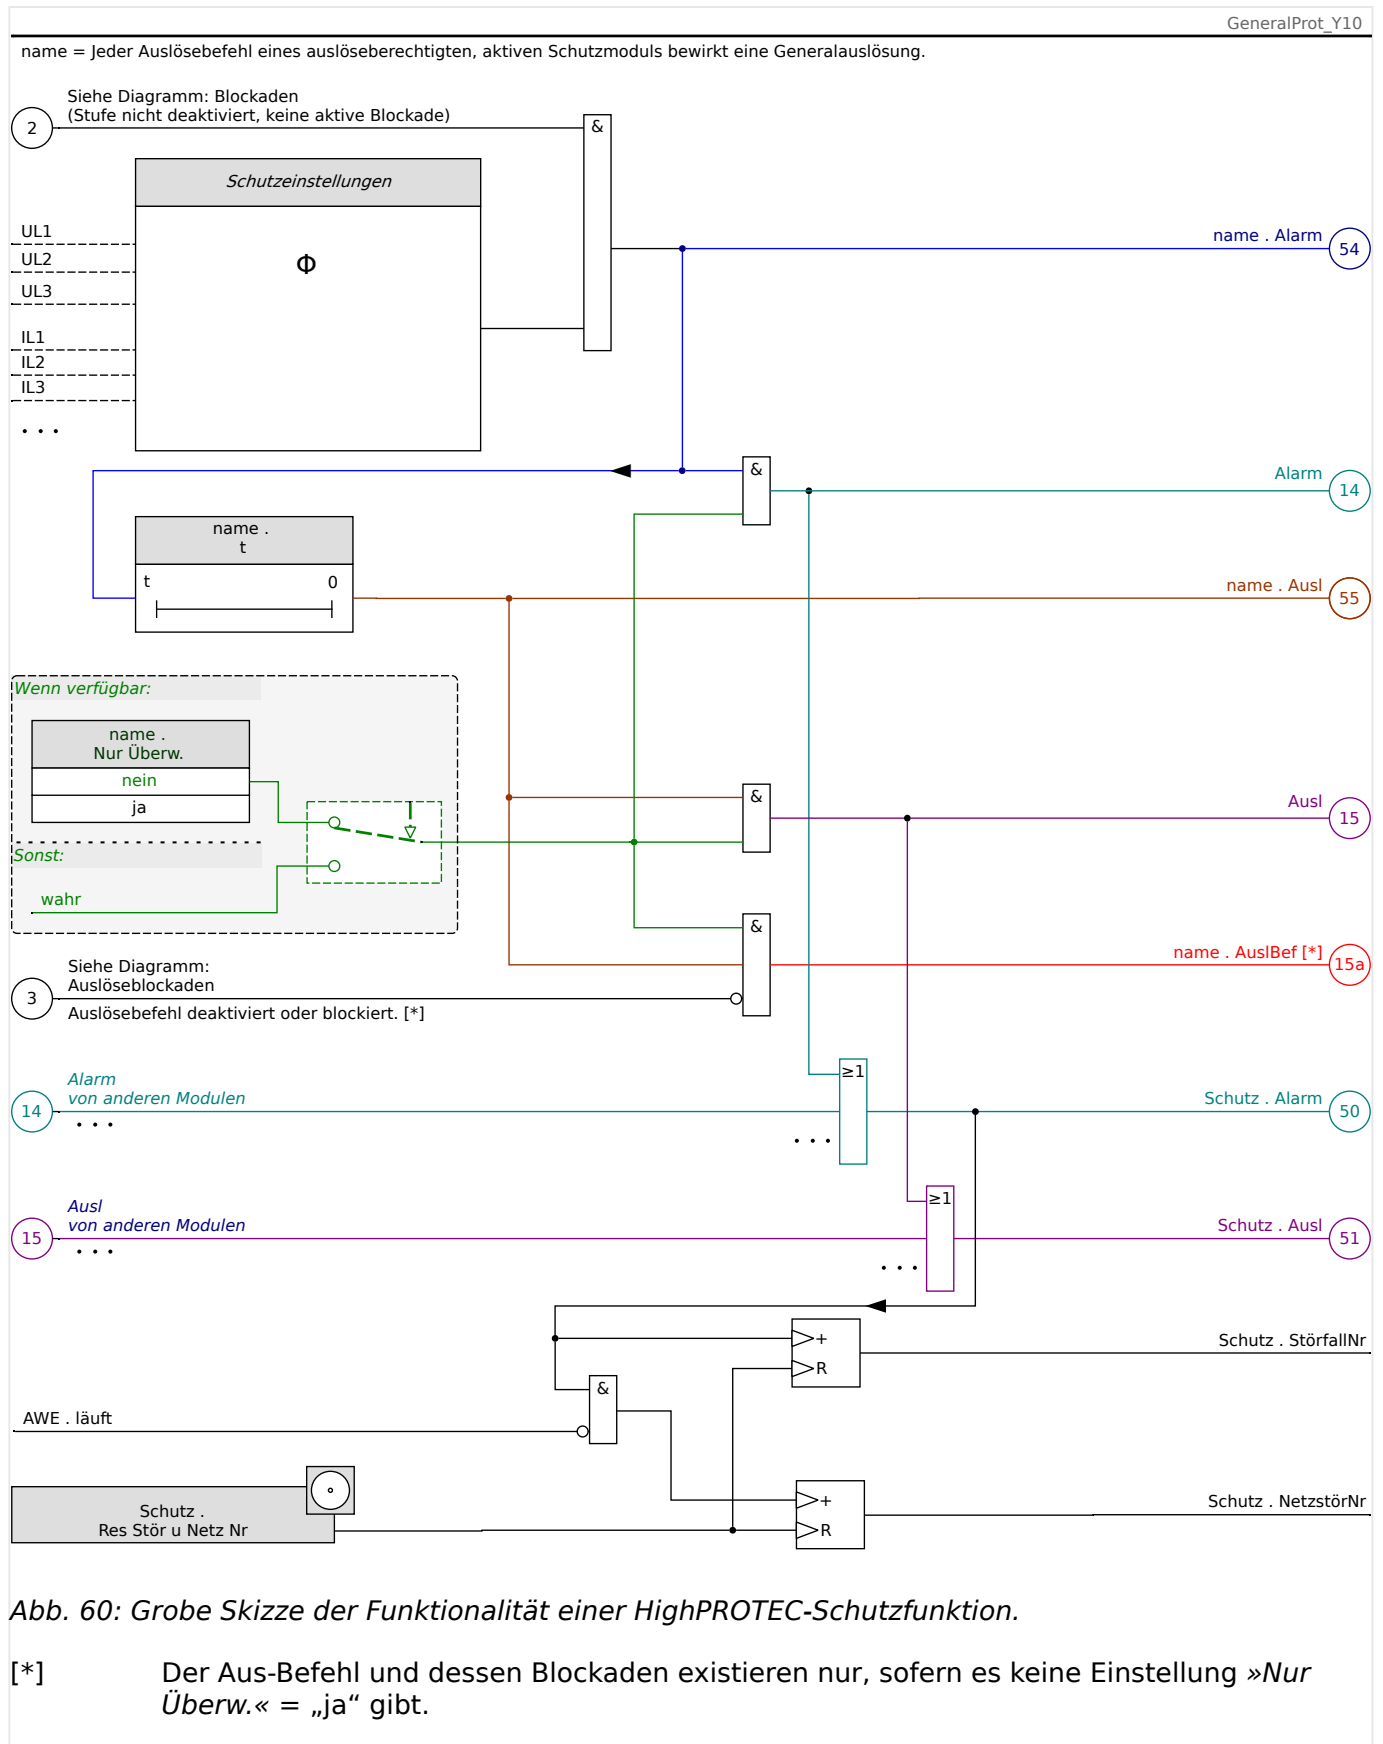 GeneralProt_Y10
name = Jeder Auslösebefehl eines auslöseberechtigten, aktiven Schutzmoduls bewirkt eine Generalauslösung.
Siehe Diagramm: Blockaden
(Stufe nicht deaktiviert, keine aktive Blockade)
2
&
Schutzeinstellungen
Φ
UL1
UL2
UL3
IL1
IL2
IL3
. . .
name . Alarm
54
&
Alarm
14
name .
t
t 0
name . Ausl
55
Wenn verfügbar:
name .
Nur Überw.
nein
ja
Sonst:
wahr
&
Ausl
15
&
name . AuslBef [*]
15a
Siehe Diagramm:
Auslöseblockaden
3
Auslösebefehl deaktiviert oder blockiert. [*]
Alarm
von anderen Modulen
14
. . .
≥1
. . .
Schutz . Alarm
50
Ausl
von anderen Modulen
15
. . .
≥1
. . .
Schutz . Ausl
51
+
R
Schutz . StörfallNr
&
AWE . läuft
Schutz .
Res Stör u Netz Nr
+
R
Schutz . NetzstörNr
Abb. 60: Grobe Skizze der Funktionalität einer HighPROTEC-Schutzfunktion.
[*] Der Aus-Befehl und dessen Blockaden existieren nur, sofern es keine Einstellung »Nur
Überw.« = „ja“ gibt.